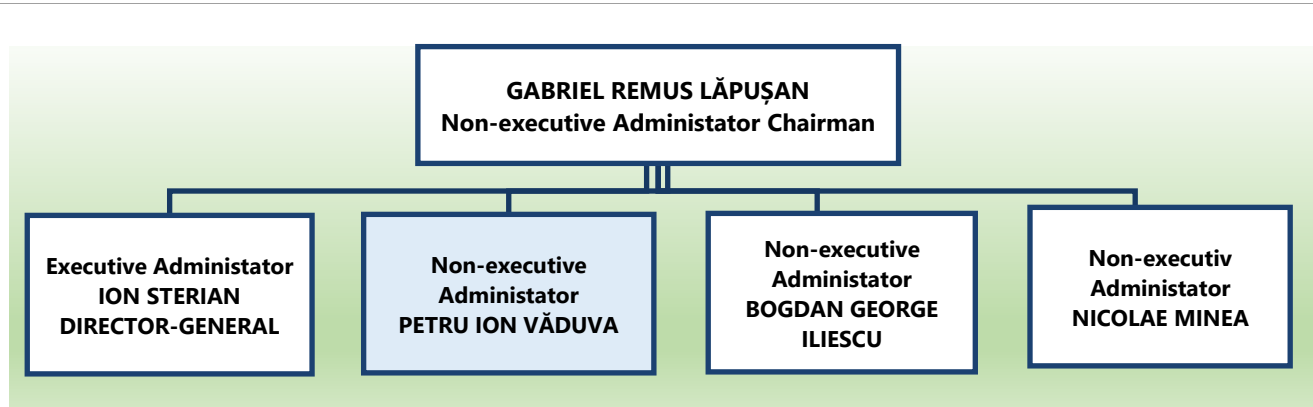 GABRIEL REMUS LĂPUȘAN
Non-executive Administator Chairman
Executive Administator
ION STERIAN
DIRECTOR-GENERAL
Non-executive
Administator
PETRU ION VĂDUVA
Non-executive
Administator
BOGDAN GEORGE
ILIESCU
Non-executiv
Administator
NICOLAE MINEA